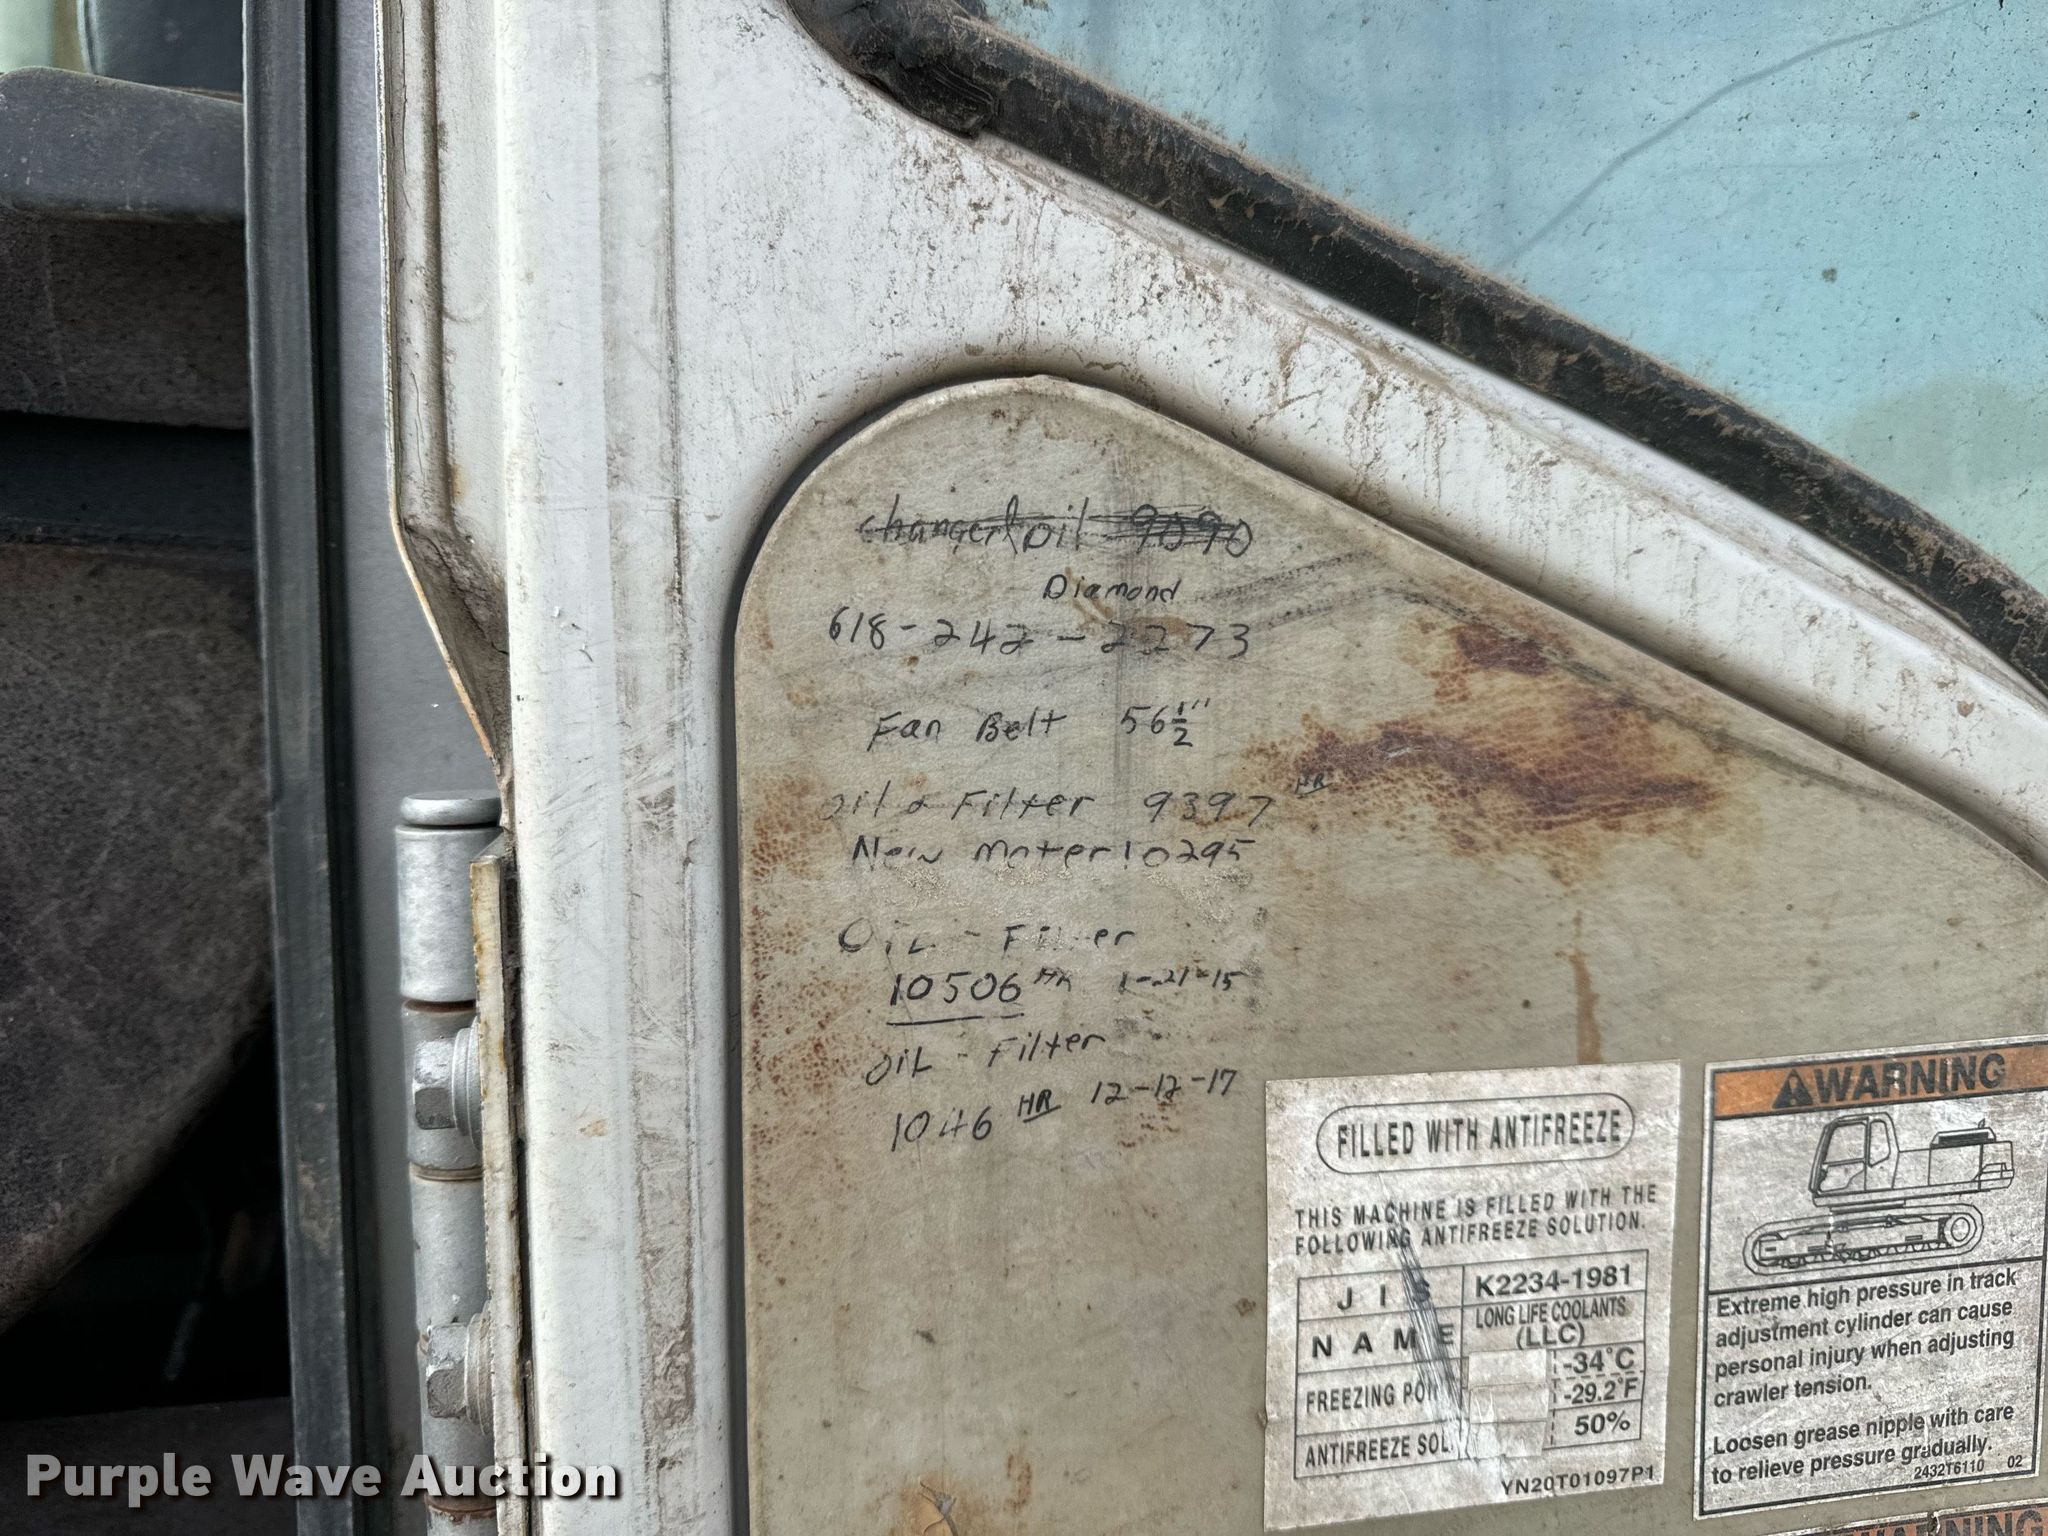 changed oil 9090
Diamond
618-242-2273
Fan Belt 56 1/2"
oil & Filter 9397 HR
New moter 10295
OiL - Filter
10506 HR 1-21-15
oiL - Filter
1046 HR 12-12-17
FILLED WITH ANTIFREEZE
THIS MACHINE IS FILLED WITH THE
FOLLOWING ANTIFREEZE SOLUTION.
JIS K2234-1981
NAME LONG LIFE COOLANTS
(LLC)
FREEZING POI -34°C
-29.2°F
ANTIFREEZE SOL. 50%
YN20T01097P1
WARNING
Extreme high pressure in track
adjustment cylinder can cause
personal injury when adjusting
crawler tension.
Loosen grease nipple with care
to relieve pressure gradually.
2432T6110 02
WARNING
Purple Wave Auction